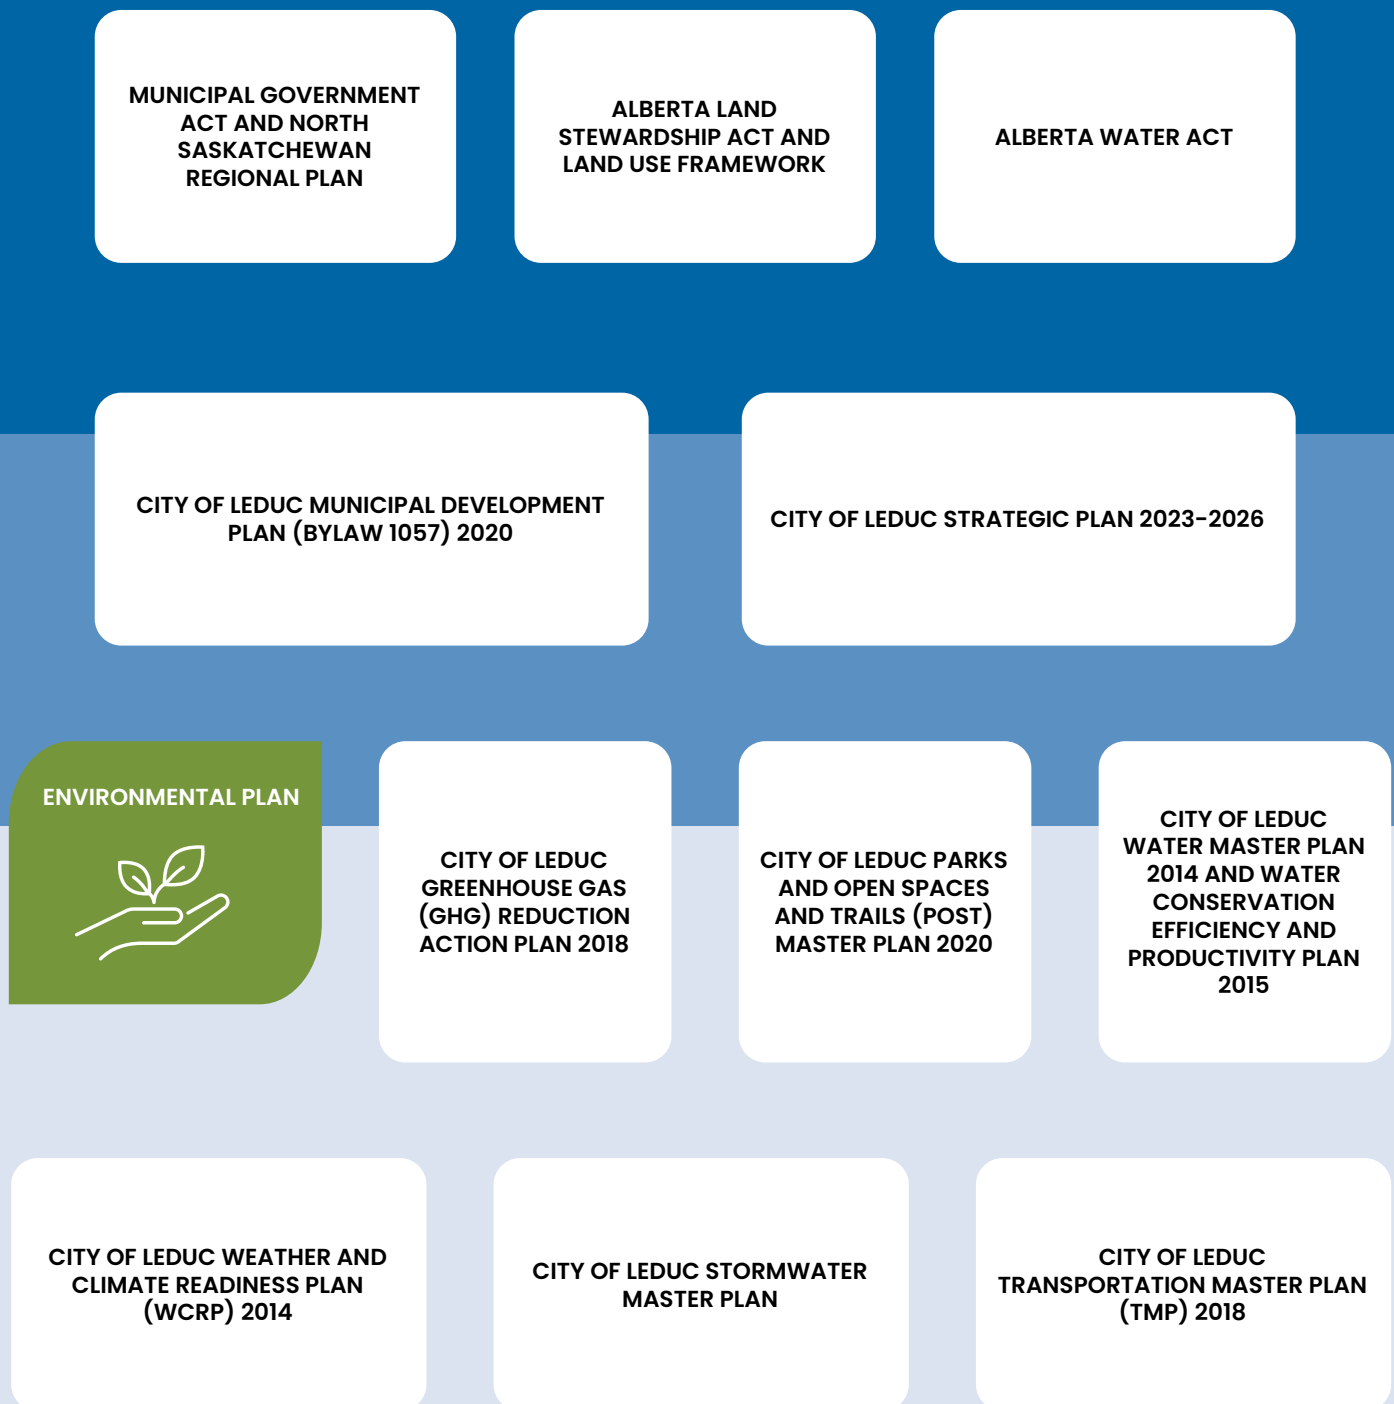 MUNICIPAL GOVERNMENT
ACT AND NORTH
SASKATCHEWAN
REGIONAL PLAN
ALBERTA LAND
STEWARDSHIP ACT AND
LAND USE FRAMEWORK
ALBERTA WATER ACT
CITY OF LEDUC MUNICIPAL DEVELOPMENT
PLAN (BYLAW 1057) 2020
CITY OF LEDUC STRATEGIC PLAN 2023-2026
ENVIRONMENTAL PLAN
CITY OF LEDUC
GREENHOUSE GAS
(GHG) REDUCTION
ACTION PLAN 2018
CITY OF LEDUC PARKS
AND OPEN SPACES
AND TRAILS (POST)
MASTER PLAN 2020
CITY OF LEDUC
WATER MASTER PLAN
2014 AND WATER
CONSERVATION
EFFICIENCY AND
PRODUCTIVITY PLAN
2015
CITY OF LEDUC WEATHER AND
CLIMATE READINESS PLAN
(WCRP) 2014
CITY OF LEDUC STORMWATER
MASTER PLAN
CITY OF LEDUC
TRANSPORTATION MASTER PLAN
(TMP) 2018